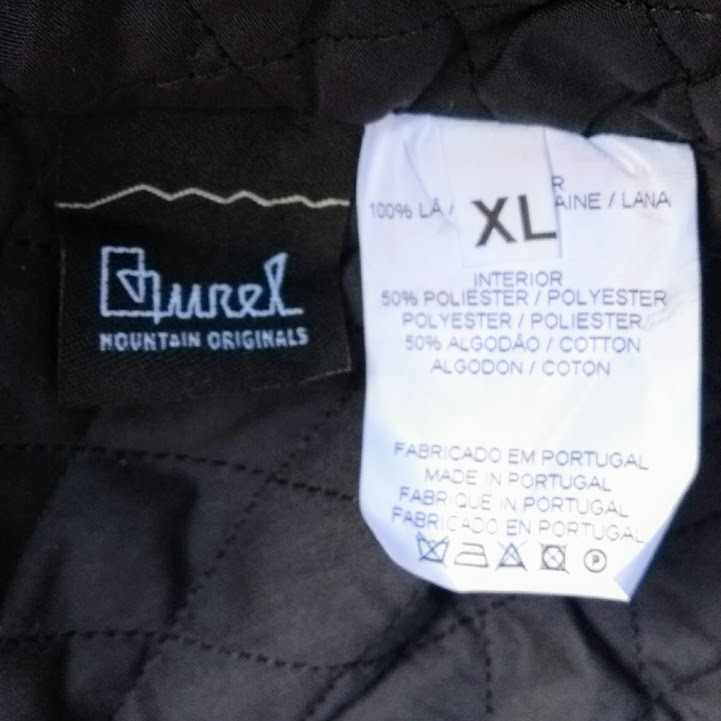 Burel
MOUNTAIN ORIGINALS
XL
R
100% LÃ / AINE / LANA
INTERIOR
50% POLIESTER / POLYESTER
POLYESTER / POLIESTER
50% ALGODÃO / COTTON
ALGODON / COTON
FABRICADO EM PORTUGAL
MADE IN PORTUGAL
FABRIQUE IN PORTUGAL
FABRICADO EN PORTUGAL
P